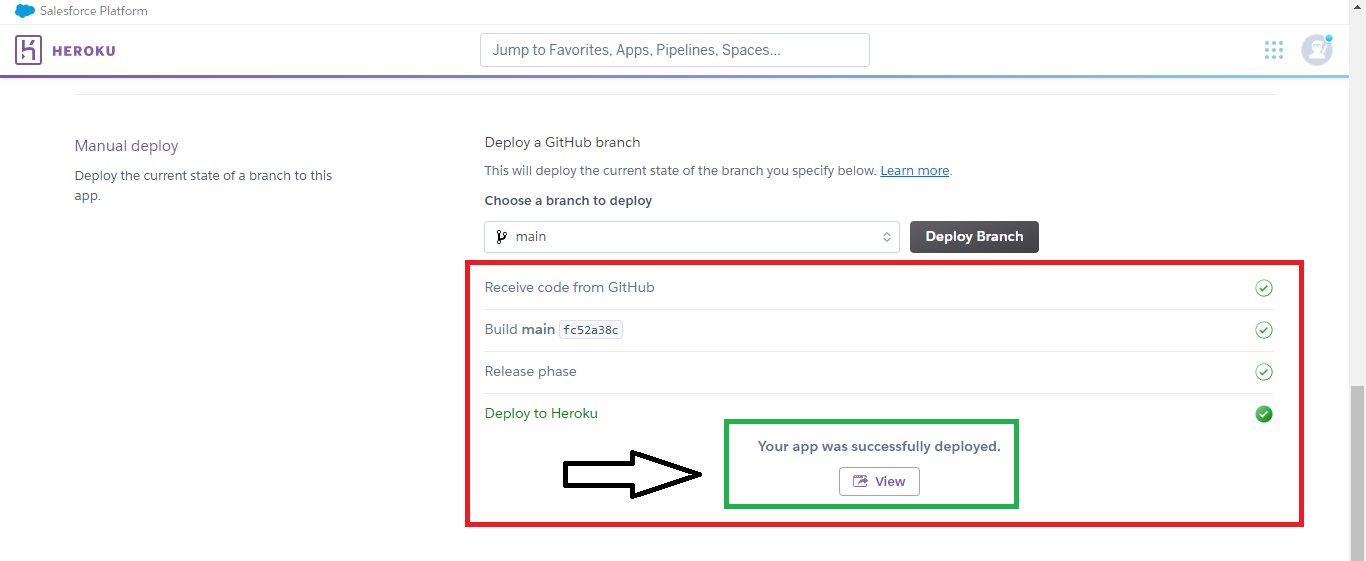 Salesforce Platform
HEROKU
Jump to Favorites, Apps, Pipelines, Spaces...
Manual deploy
Deploy the current state of a branch to this
app.
Deploy a GitHub branch
This will deploy the current state of the branch you specify below. Learn more.
Choose a branch to deploy
main
Deploy Branch
Receive code from GitHub
Build main fc52a38c
Release phase
Deploy to Heroku
Your app was successfully deployed.
View